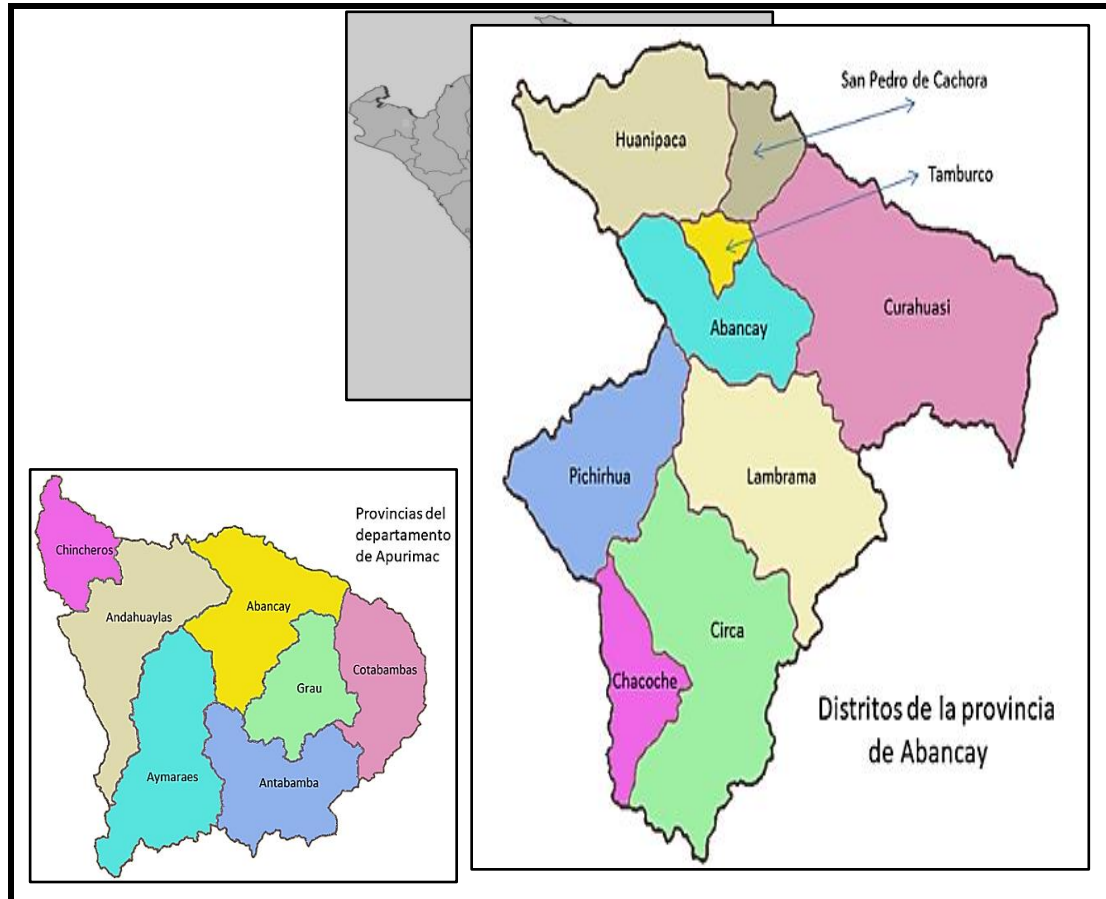 San Pedro de Cachora
Huanipaca
Tamburco
Curahuasi
Abancay
Pichirhua
Lambrama
Circa
Chacoche
Distritos de la provincia
de Abancay
Provincias del
departamento
de Apurimac
Chincheros
Andahuaylas
Abancay
Cotabambas
Grau
Aymaraes
Antabamba